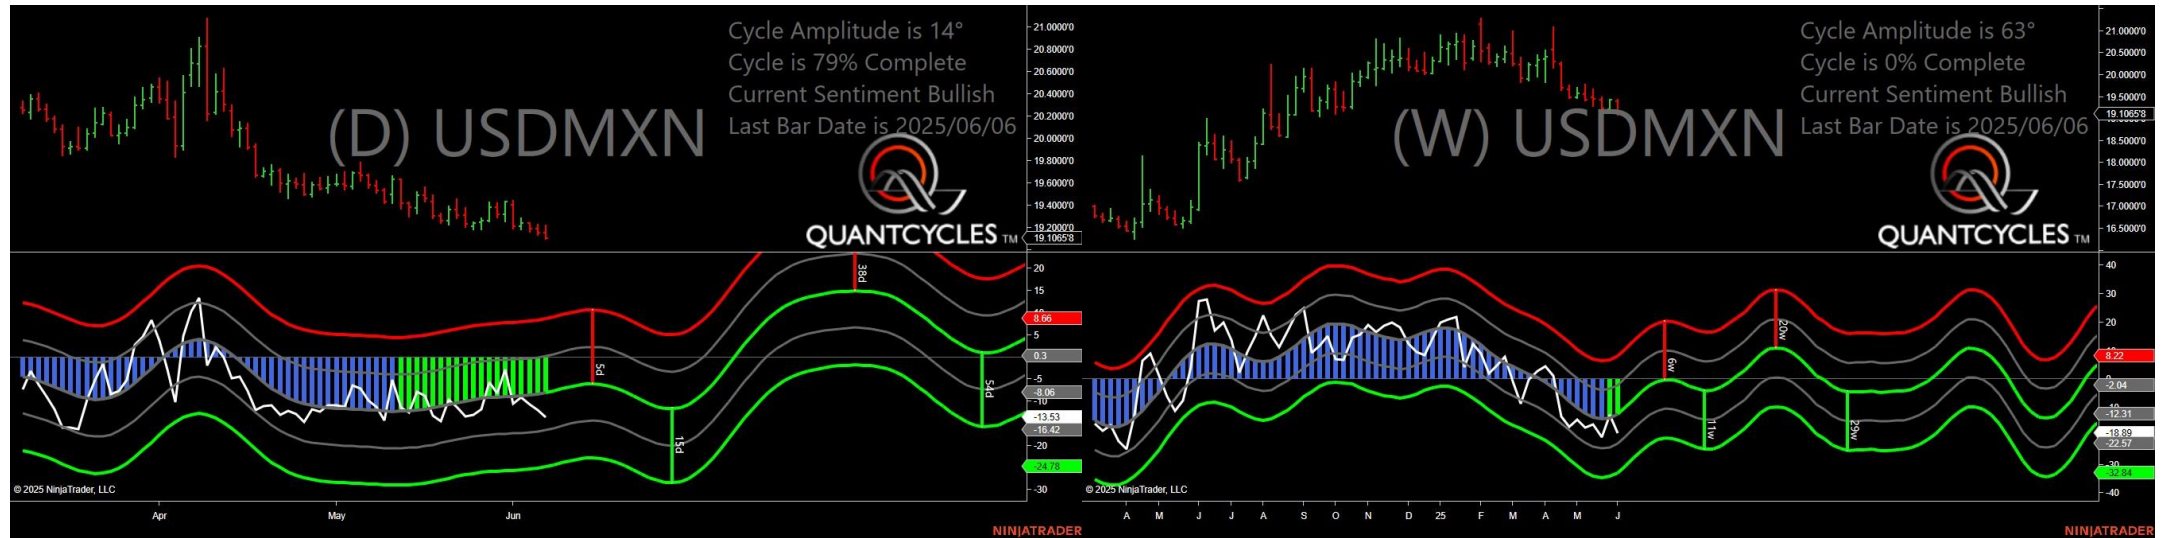 Cycle Amplitude is 14°
Cycle is 79% Complete
Current Sentiment Bullish
Last Bar Date is 2025/06/06
(D) USDMXN
QUANTCYCLES TM
21.0000'0
20.8000'0
20.6000'0
20.4000'0
20.2000'0
20.0000'0
19.8000'0
19.6000'0
19.4000'0
19.2000'0
19.1065'8
38d
5d
15d
54d
20
15
8.66
5
0.3
-5
-8.06
-10
-13.53
-16.42
-20
-24.78
-30
© 2025 NinjaTrader, LLC
Apr May Jun
NINJATRADER
Cycle Amplitude is 63°
Cycle is 0% Complete
Current Sentiment Bullish
Last Bar Date is 2025/06/06
(W) USDMXN
QUANTCYCLES TM
21.0000'0
20.5000'0
20.0000'0
19.5000'0
19.1065'8
18.5000'0
18.0000'0
17.5000'0
17.0000'0
16.5000'0
6w
20w
11w
29w
40
30
20
8.22
-2.04
-12.31
-18.89
-22.57
-32.84
-40
© 2025 NinjaTrader, LLC
A M J J A S O N D 25 F M A M J
NINJATRADER